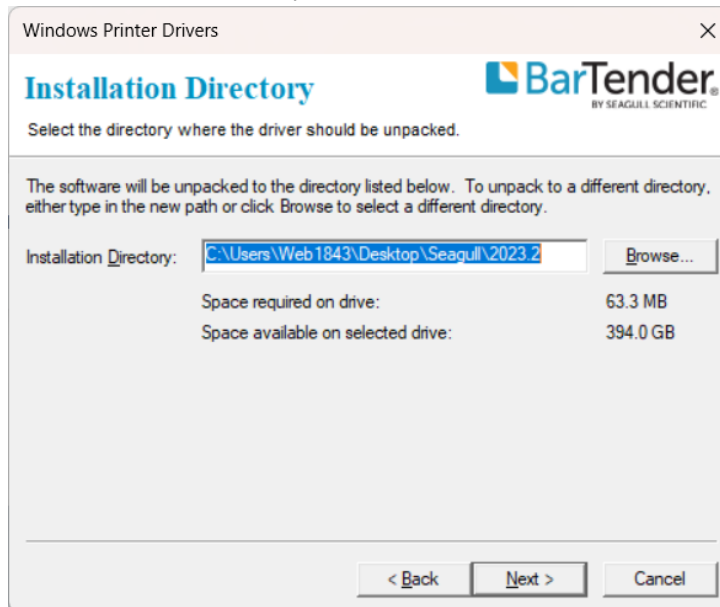 Windows Printer Drivers
Installation Directory
BarTender®
BY SEAGULL SCIENTIFIC
Select the directory where the driver should be unpacked.
The software will be unpacked to the directory listed below.  To unpack to a different directory,
either type in the new path or click Browse to select a different directory.
Installation Directory: C:\Users\Web1843\Desktop\Seagull\2023.2 Browse...
Space required on drive: 63.3 MB
Space available on selected drive: 394.0 GB
< Back Next > Cancel